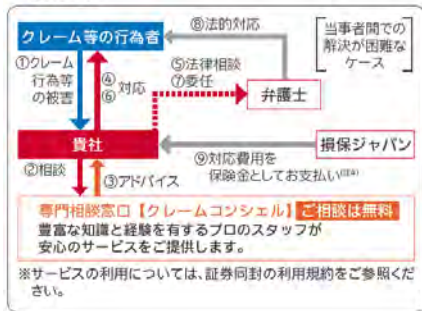 ⑧法的対応
クレーム等の行為者
当事者間での
解決が困難な
ケース
①クレーム
行為等
の被害
④
⑥
対応
⑤法律相談
⑦委任
弁護士
貴社
損保ジャパン
②相談
③アドバイス
⑨対応費用を
保険金としてお支払い(注4)
専門相談窓口【クレームコンシェル】 ご相談は無料
豊富な知識と経験を有するプロのスタッフが
安心のサービスをご提供します。
※サービスの利用については、証券同封の利用規約をご参照くだ
さい。